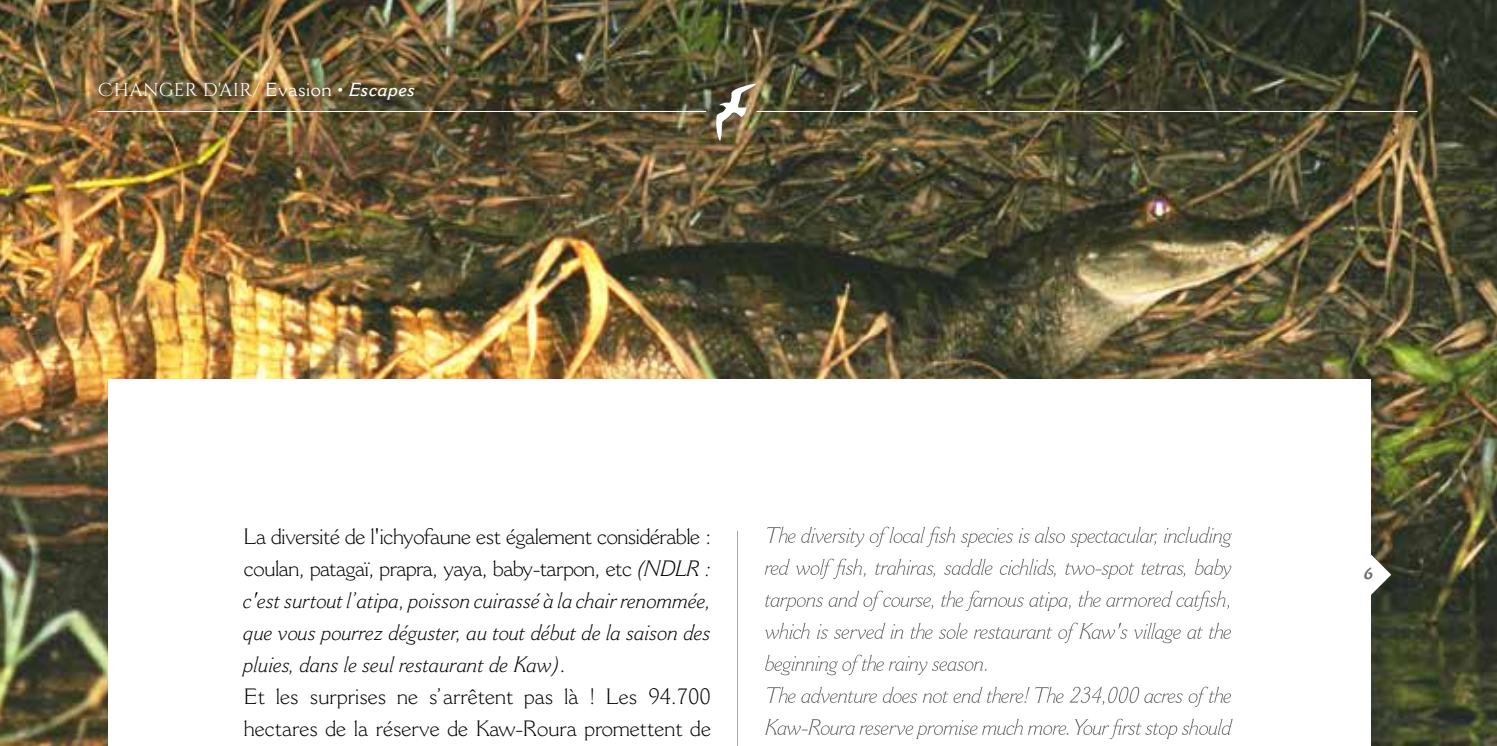 CHANGER D'AIR/ Evasion • Escapes
La diversité de l'ichyofaune est également considérable :
coulan, patagaï, prapra, yaya, baby-tarpon, etc (NDLR :
c'est surtout l'atipa, poisson cuirassé à la chair renommée,
que vous pourrez déguster, au tout début de la saison des
pluies, dans le seul restaurant de Kaw).
Et les surprises ne s'arrêtent pas là ! Les 94.700
hectares de la réserve de Kaw-Roura promettent de
The diversity of local fish species is also spectacular, including
red wolf fish, trahiras, saddle cichlids, two-spot tetras, baby
tarpons and of course, the famous atipa, the armored catfish,
which is served in the sole restaurant of Kaw's village at the
beginning of the rainy season.
The adventure does not end there! The 234,000 acres of the
Kaw-Roura reserve promise much more. Your first stop should
6